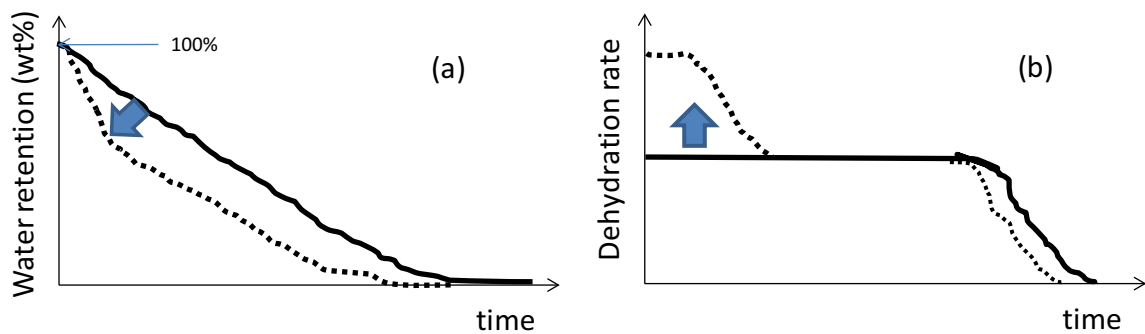 Water retention (wt%)
100%
(a)
time
Dehydration rate
(b)
time